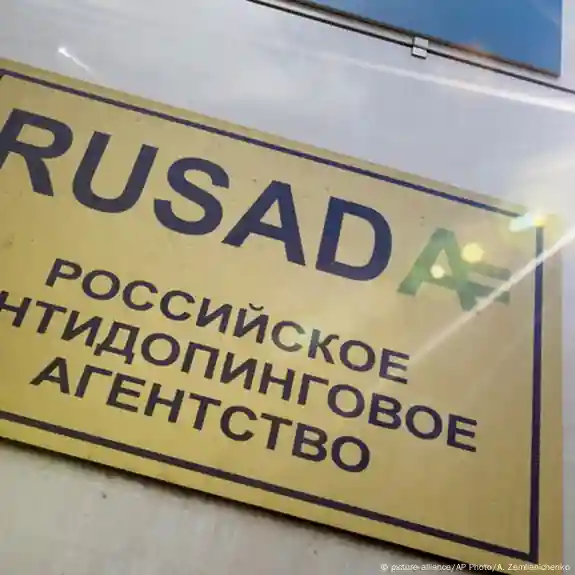 RUSADA
РОССИЙСКОЕ
НТИДОПИНГОВОЕ
АГЕНТСТВО
© picture-alliance/AP Photo/A. Zemlianichenko